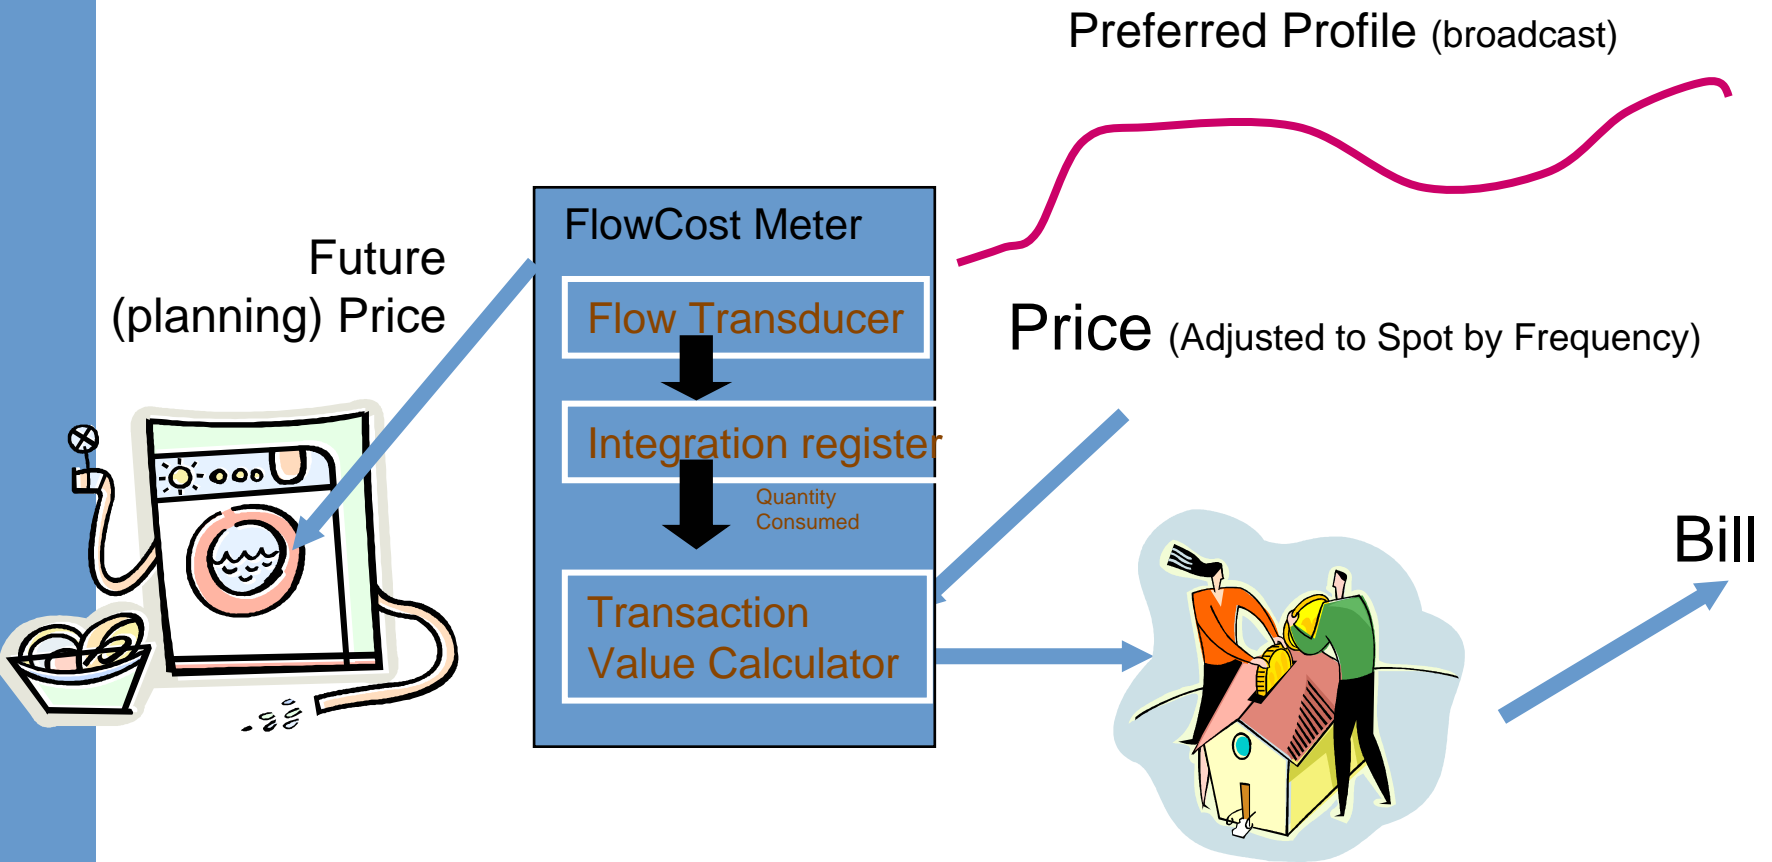 Preferred Profile (broadcast)
FlowCost Meter
Future
(planning) Price
Flow Transducer
Price (Adjusted to Spot by Frequency)
Integration register
Quantity
Consumed
Bill
Transaction
Value Calculator